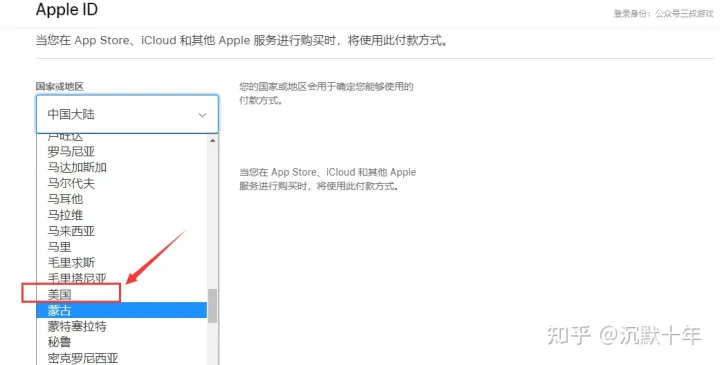 Apple ID
登录身份：公众号三叔游戏
当您在 App Store、iCloud 和其他 Apple 服务进行购买时，将使用此付款方式。
国家或地区
中国大陆
您的国家或地区会用于确定您能够使用的
付款方式。
卢旺达
罗马尼亚
马达加斯加
马尔代夫
马耳他
马拉维
马来西亚
马里
毛里求斯
毛里塔尼亚
美国
蒙古
蒙特塞拉特
秘鲁
密克罗尼西亚
当您在 App Store、iCloud 和其他 Apple
服务进行购买时，将使用此付款方式。
知乎 @沉默十年